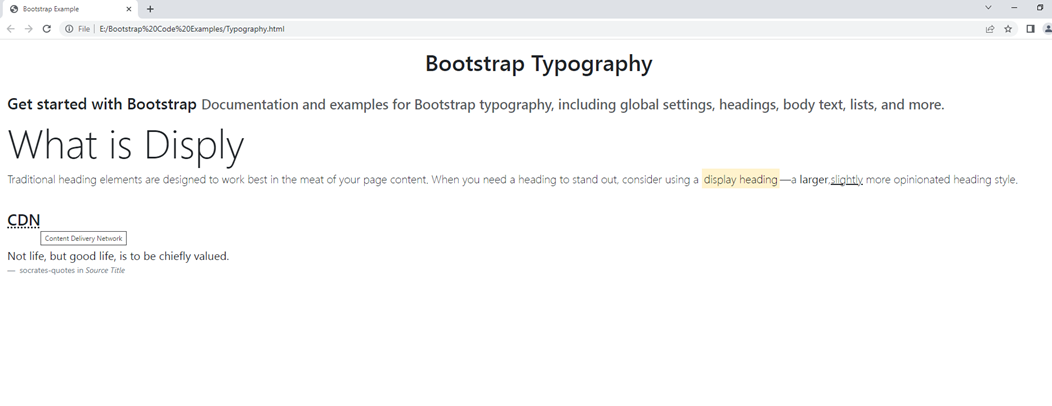 Bootstrap Example
File | E:/Bootstrap%20Code%20Examples/Typography.html
Bootstrap Typography
Get started with Bootstrap Documentation and examples for Bootstrap typography, including global settings, headings, body text, lists, and more.
What is Disply
Traditional heading elements are designed to work best in the meat of your page content. When you need a heading to stand out, consider using a display heading—a larger, slightly more opinionated heading style.
CDN
Content Delivery Network
Not life, but good life, is to be chiefly valued.
— socrates-quotes in Source Title